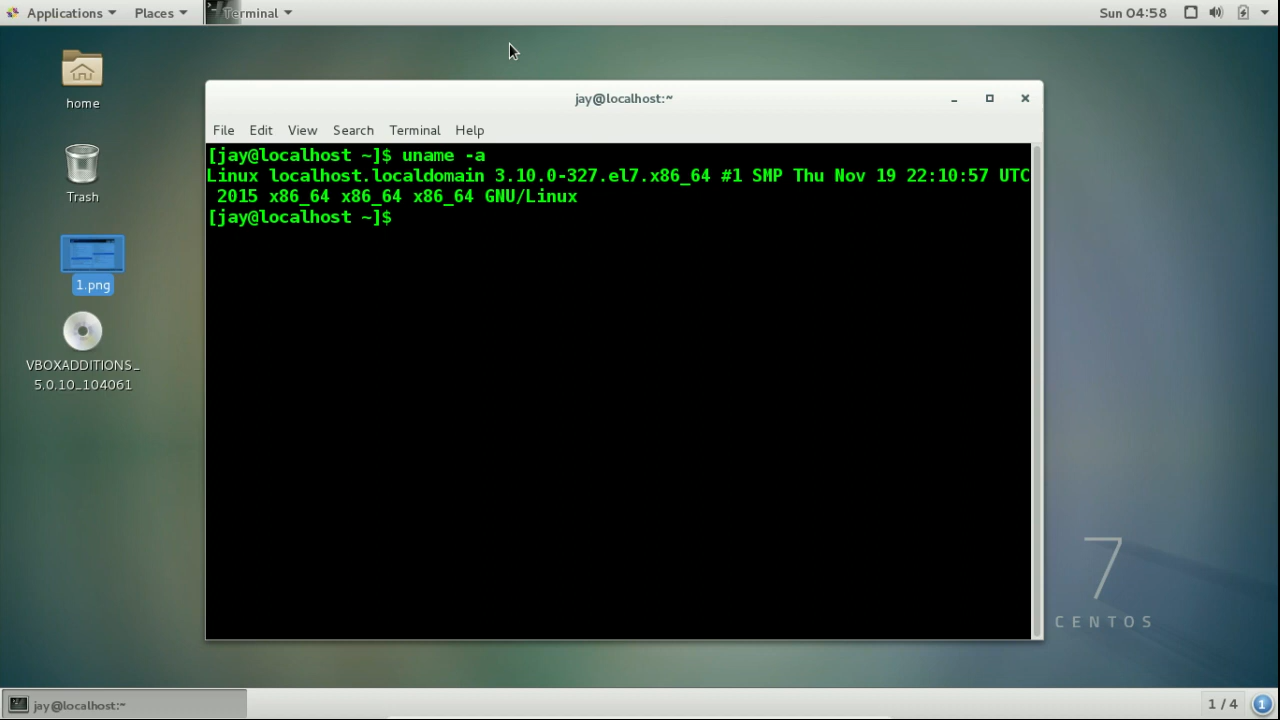 Applications Places Terminal Sun 04:58
home
Trash
1.png
VBOXADDITIONS_
5.0.10_104061
jay@localhost:~
File Edit View Search Terminal Help
[jay@localhost ~]$ uname -a
Linux localhost.localdomain 3.10.0-327.el7.x86_64 #1 SMP Thu Nov 19 22:10:57 UTC
2015 x86_64 x86_64 x86_64 GNU/Linux
[jay@localhost ~]$
7
CENTOS
jay@localhost:~ 1 / 4 1